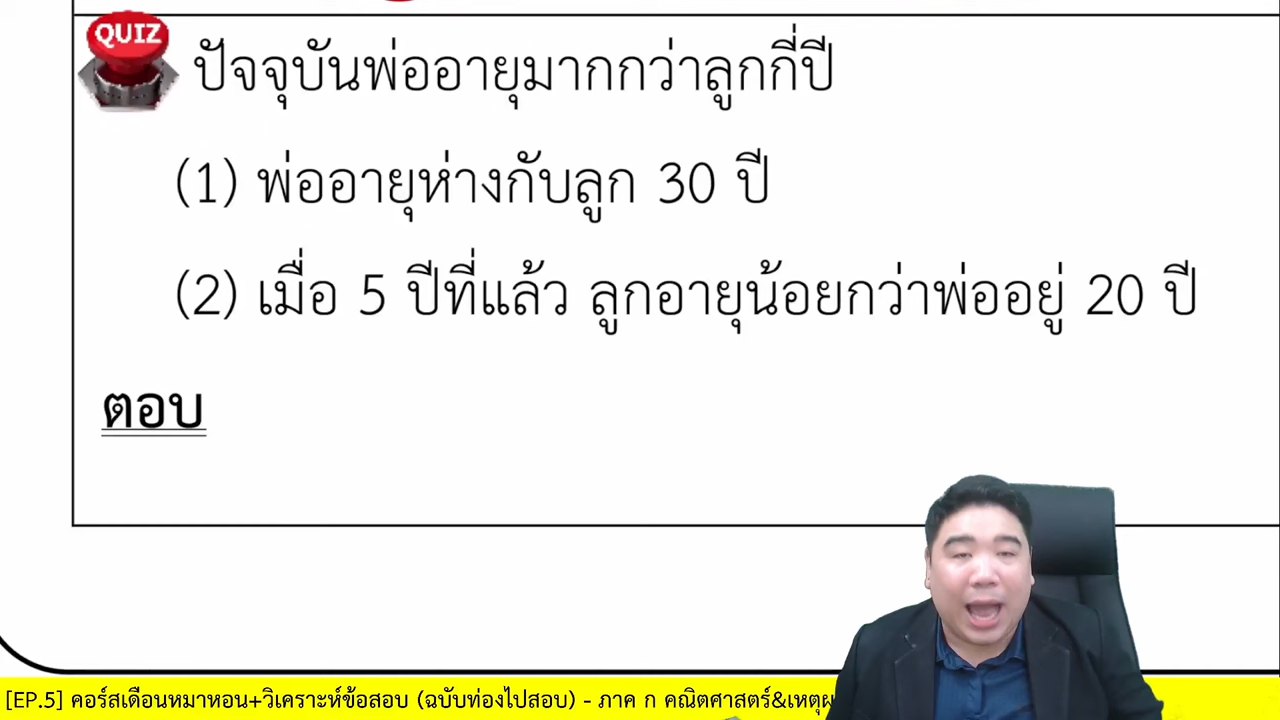 QUIZ
ปัจจุบันพ่ออายุมากกว่าลูกกี่ปี
(1) พ่ออายุห่างกับลูก 30 ปี
(2) เมื่อ 5 ปีที่แล้ว ลูกอายุน้อยกว่าพ่ออยู่ 20 ปี
ตอบ
[EP.5] คอร์สเดือนหมาหอน+วิเคราะห์ข้อสอบ (ฉบับท่องไปสอบ) - ภาค ก คณิตศาสตร์&